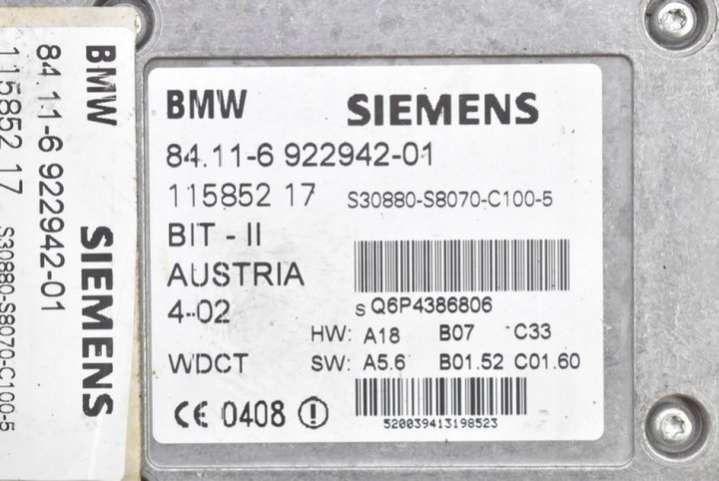 BMW SIEMENS
84.11-6 922942-01
115852 17 S30880-S8070-C100-5
BIT - II
AUSTRIA
4-02
S Q6P4386806
HW: A18 B07 C33
WDCT SW: A5.6 B01.52 C01.60
CE 0408
520039413198523
BMW
84.11-6 922942-01
SIEMENS
115852 17 S30880-S8070-C100-5